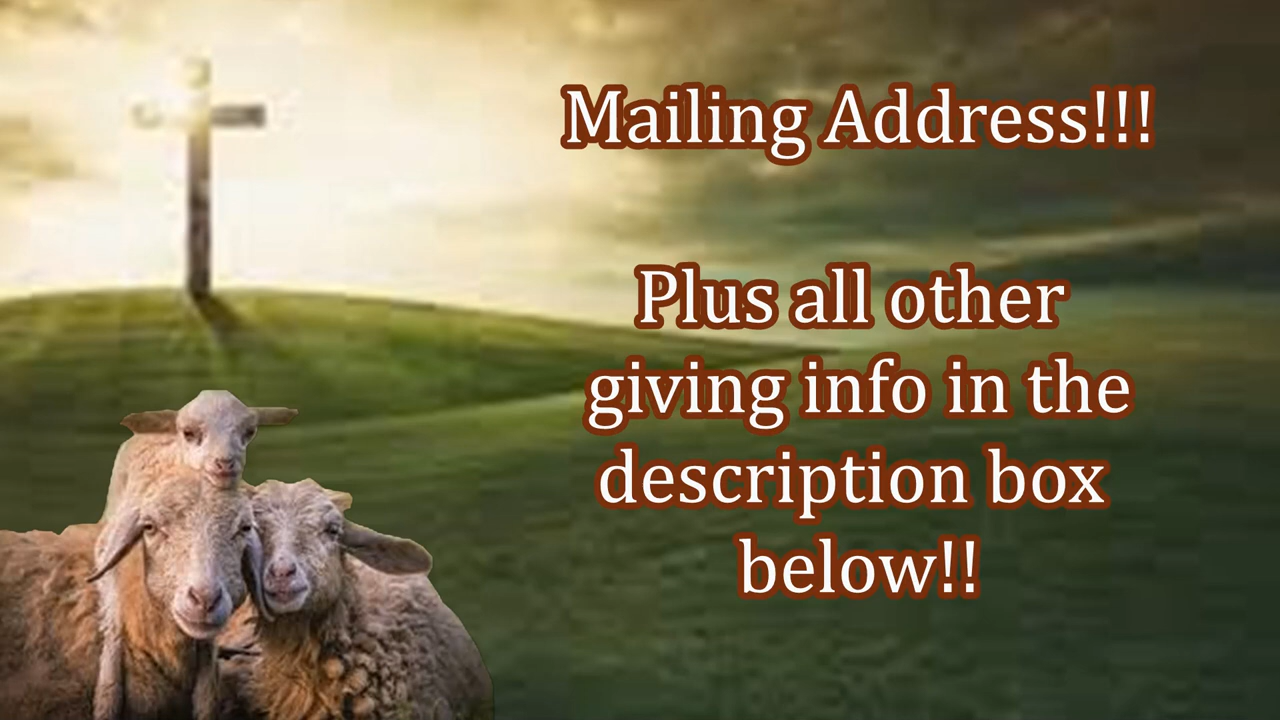 Mailing Address!!!
Plus all other
giving info in the
description box
below!!